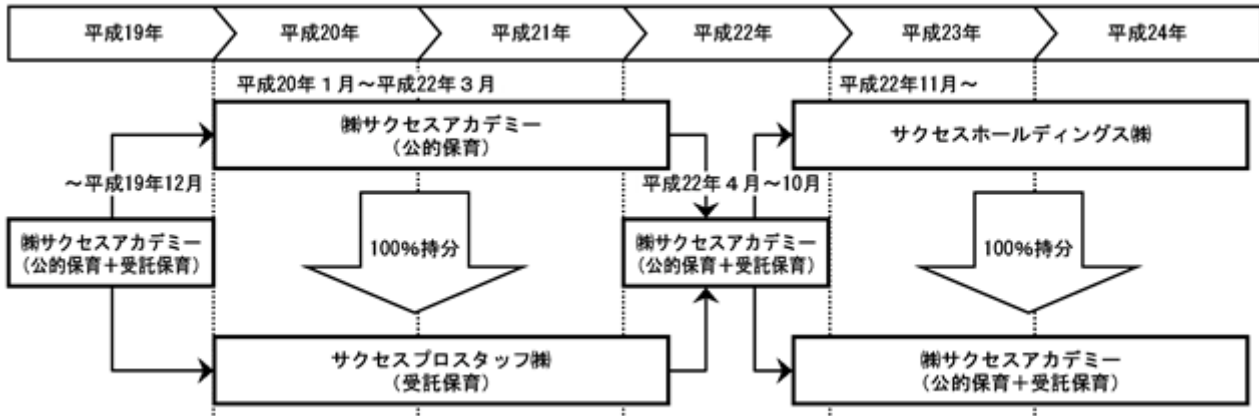 平成19年
平成20年
平成21年
平成22年
平成23年
平成24年
平成20年1月～平成22年3月
平成22年11月～
㈱サクセスアカデミー
（公的保育）
サクセスホールディングス㈱
～平成19年12月
平成22年4月～10月
㈱サクセスアカデミー
（公的保育＋受託保育）
100%持分
㈱サクセスアカデミー
（公的保育＋受託保育）
100%持分
サクセスプロスタッフ㈱
（受託保育）
㈱サクセスアカデミー
（公的保育＋受託保育）